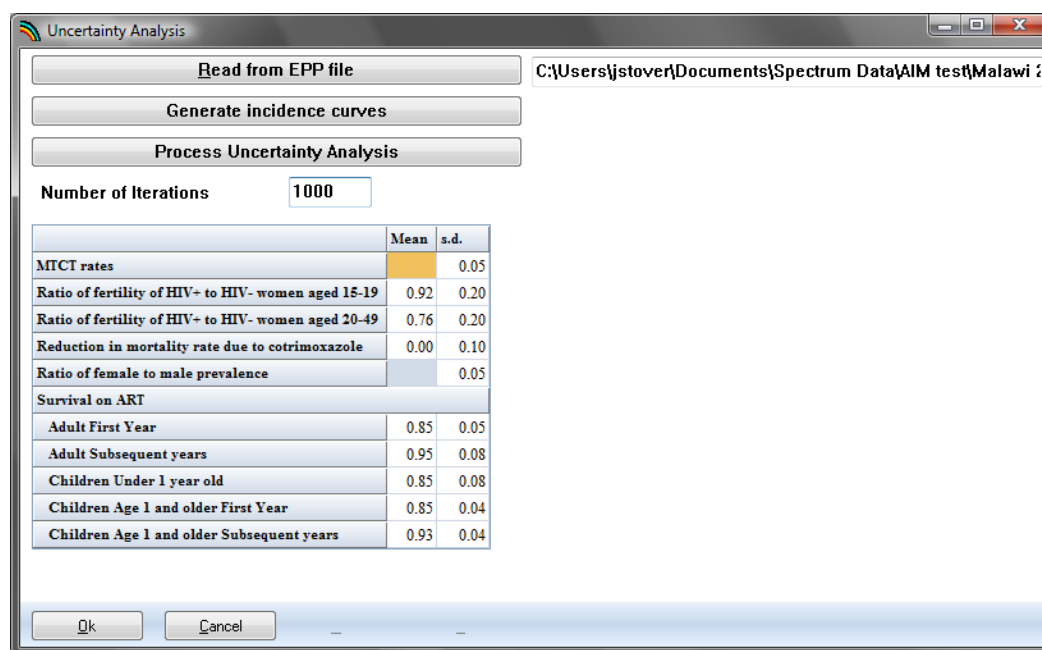 Uncertainty Analysis
Read from EPP file
C:\Users\jstover\Documents\Spectrum Data\AIM test\Malawi 2
Generate incidence curves
Process Uncertainty Analysis
Number of Iterations 1000
Mean s.d.
MTCT rates 0.05
Ratio of fertility of HIV+ to HIV- women aged 15-19 0.92 0.20
Ratio of fertility of HIV+ to HIV- women aged 20-49 0.76 0.20
Reduction in mortality rate due to cotrimoxazole 0.00 0.10
Ratio of female to male prevalence 0.05
Survival on ART
Adult First Year 0.85 0.05
Adult Subsequent years 0.95 0.08
Children Under 1 year old 0.85 0.08
Children Age 1 and older First Year 0.85 0.04
Children Age 1 and older Subsequent years 0.93 0.04
Ok Cancel _ _